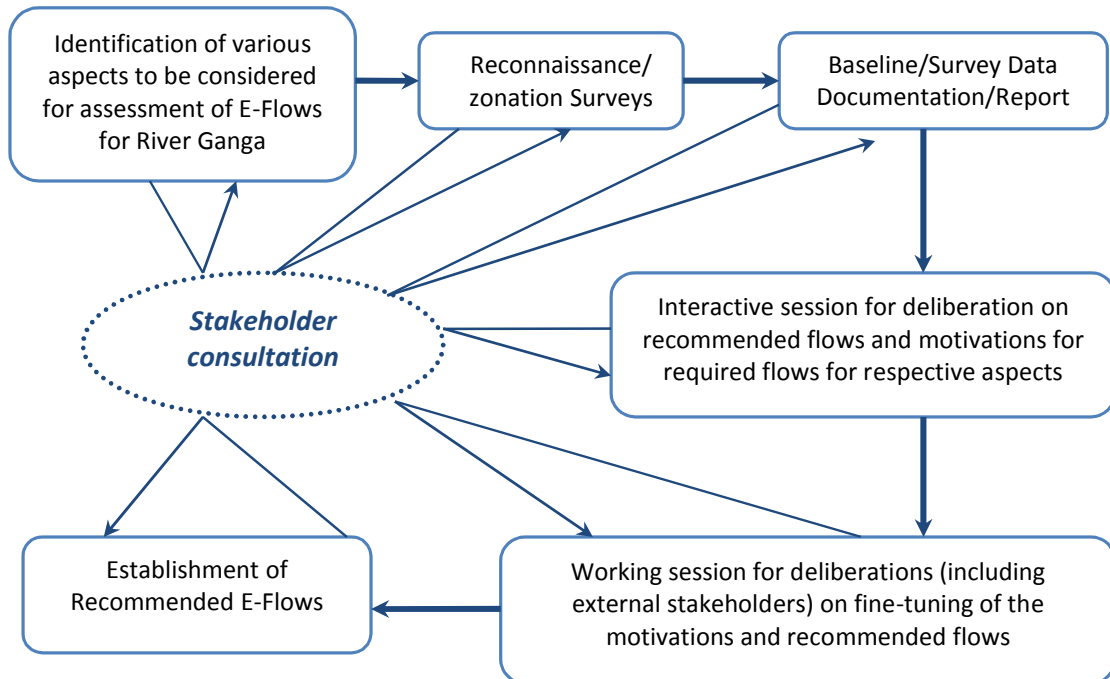 Identification of various
aspects to be considered
for assessment of E-Flows
for River Ganga
Reconnaissance/
zonation Surveys
Baseline/Survey Data
Documentation/Report
Stakeholder
consultation
Interactive session for deliberation on
recommended flows and motivations for
required flows for respective aspects
Establishment of
Recommended E-Flows
Working session for deliberations (including
external stakeholders) on fine-tuning of the
motivations and recommended flows